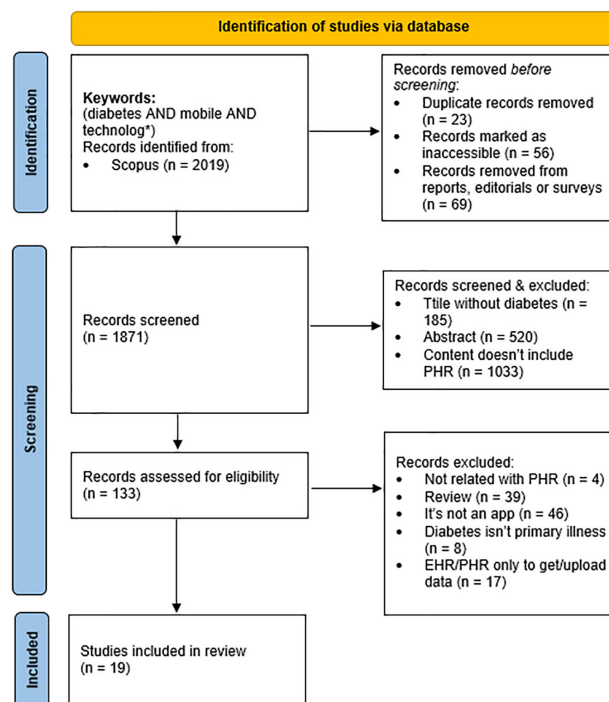 Identification of studies via database
Identification
Keywords:
(diabetes AND mobile AND
technolog*)
Records identified from:
• Scopus (n = 2019)
Records removed before
screening:
• Duplicate records removed
(n = 23)
• Records marked as
inaccessible (n = 56)
• Records removed from
reports, editorials or surveys
(n = 69)
Screening
Records screened
(n = 1871)
Records screened & excluded:
• Ttile without diabetes (n =
185)
• Abstract (n = 520)
• Content doesn't include
PHR (n = 1033)
Records assessed for eligibility
(n = 133)
Records excluded:
• Not related with PHR (n = 4)
• Review (n = 39)
• It's not an app (n = 46)
• Diabetes isn't primary illness
(n = 8)
• EHR/PHR only to get/upload
data (n = 17)
Included
Studies included in review
(n = 19)